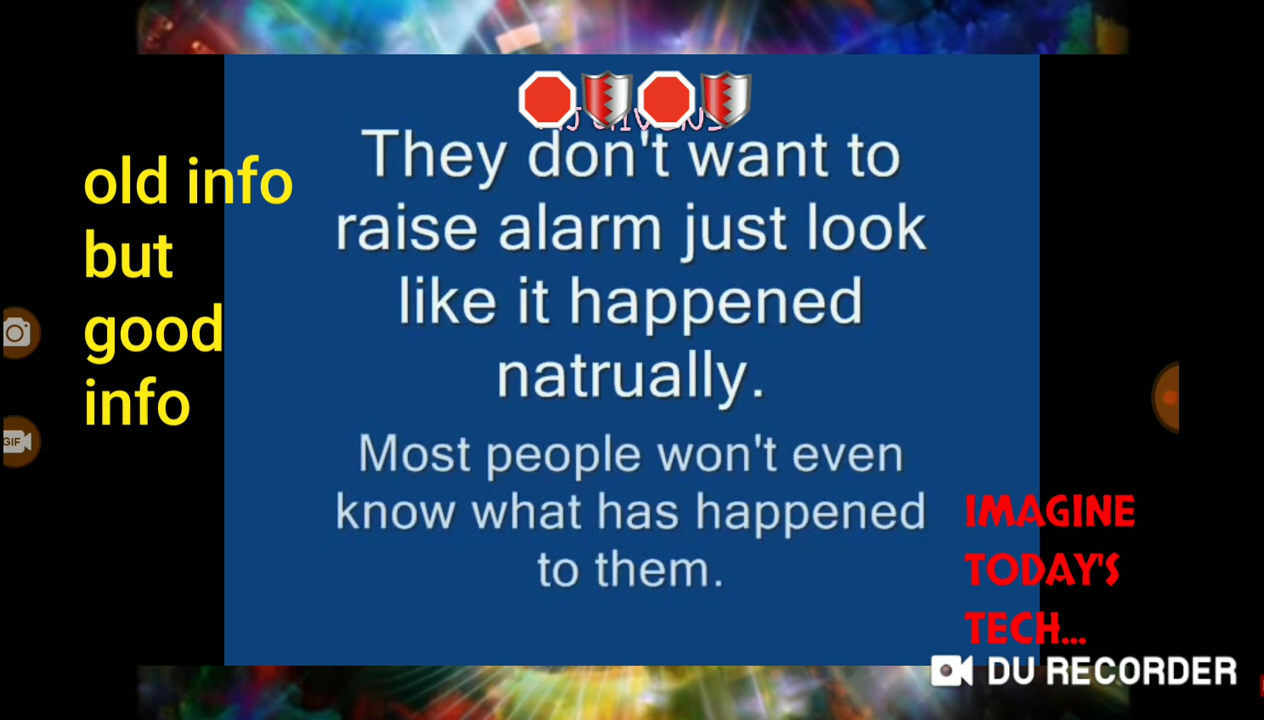 They don't want to
raise alarm just look
like it happened
natrually.
Most people won't even
know what has happened
to them.
old info
but
good
info
IMAGINE
TODAY'S
TECH...
DU RECORDER
GIF